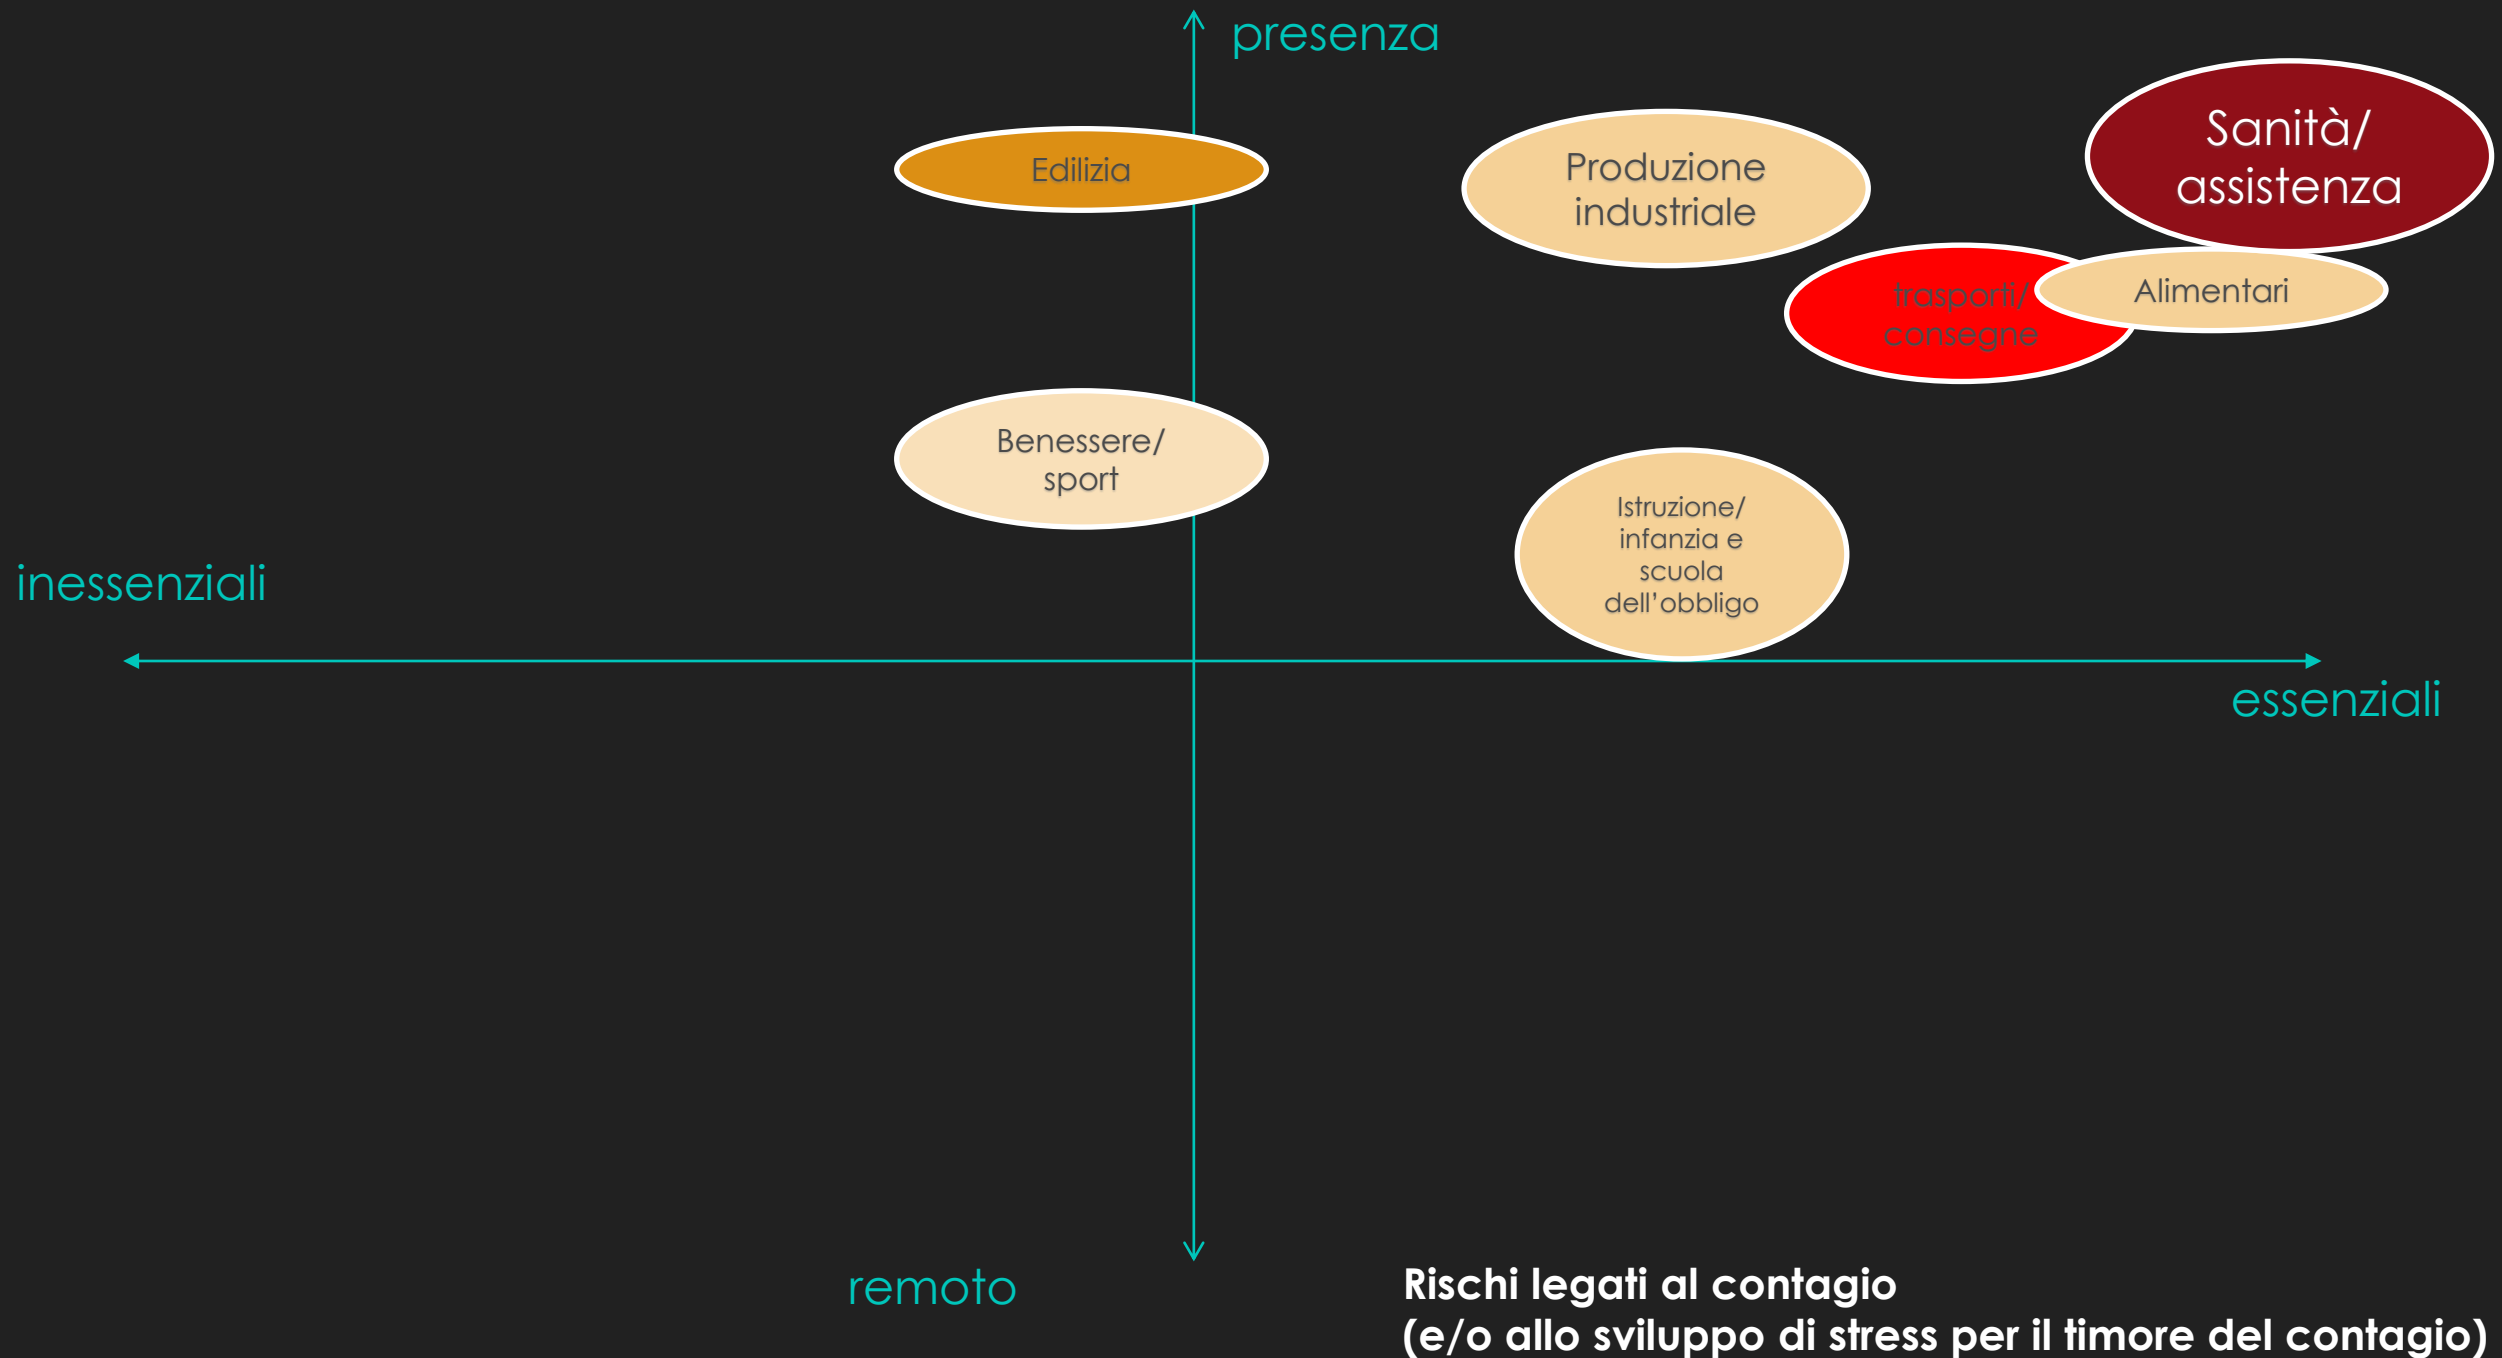 presenza
Sanità/
assistenza
Edilizia
Produzione
industriale
trasporti/
consegne
Alimentari
Benessere/
sport
Istruzione/
infanzia e
scuola
dell’obbligo
inessenziali
essenziali
remoto
Rischi legati al contagio
(e/o allo sviluppo di stress per il timore del contagio)